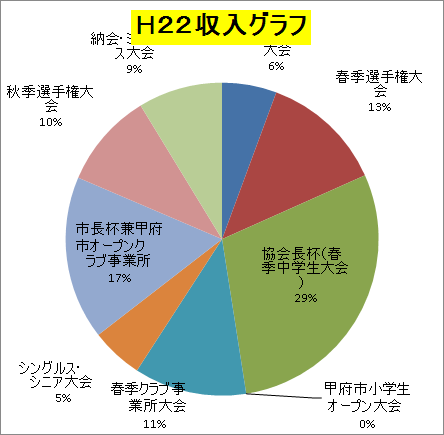 H22収入グラフ
大会
6%
春季選手権大
会
13%
協会長杯(春
季中学生大会
)
29%
甲府市小学生
オープン大会
0%
春季クラブ事
業所大会
11%
シングルス・
シニア大会
5%
市長杯兼甲府
市オープンク
ラブ事業所
17%
秋季選手権大
会
10%
納会・
ス大会
9%